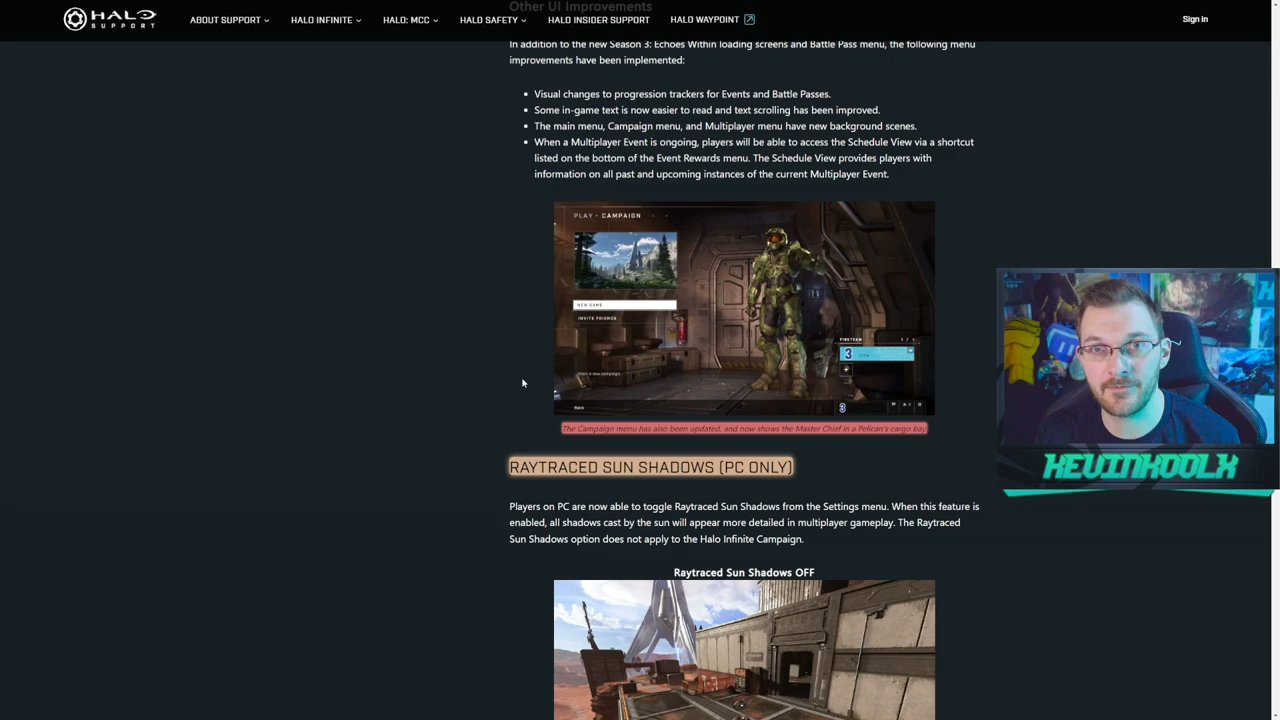 HALO
SUPPORT
ABOUT SUPPORT
HALO INFINITE
HALO: MCC
HALO SAFETY
HALO INSIDER SUPPORT
HALO WAYPOINT
Sign in
Other UI Improvements
In addition to the new Season 3: Echoes Within loading screens and Battle Pass menu, the following menu
improvements have been implemented:
Visual changes to progression trackers for Events and Battle Passes.
Some in-game text is now easier to read and text scrolling has been improved.
The main menu, Campaign menu, and Multiplayer menu have new background scenes.
When a Multiplayer Event is ongoing, players will be able to access the Schedule View via a shortcut
listed on the bottom of the Event Rewards menu. The Schedule View provides players with
information on all past and upcoming instances of the current Multiplayer Event.
PLAY • CAMPAIGN
NEW GAME
INVITE FRIENDS
FIRETEAM
3
Start a new campaign.
Back
3
The Campaign menu has also been updated, and now shows the Master Chief in a Pelican's cargo bay
KEVINKOOLX
RAYTRACED SUN SHADOWS (PC ONLY)
Players on PC are now able to toggle Raytraced Sun Shadows from the Settings menu. When this feature is
enabled, all shadows cast by the sun will appear more detailed in multiplayer gameplay. The Raytraced
Sun Shadows option does not apply to the Halo Infinite Campaign.
Raytraced Sun Shadows OFF